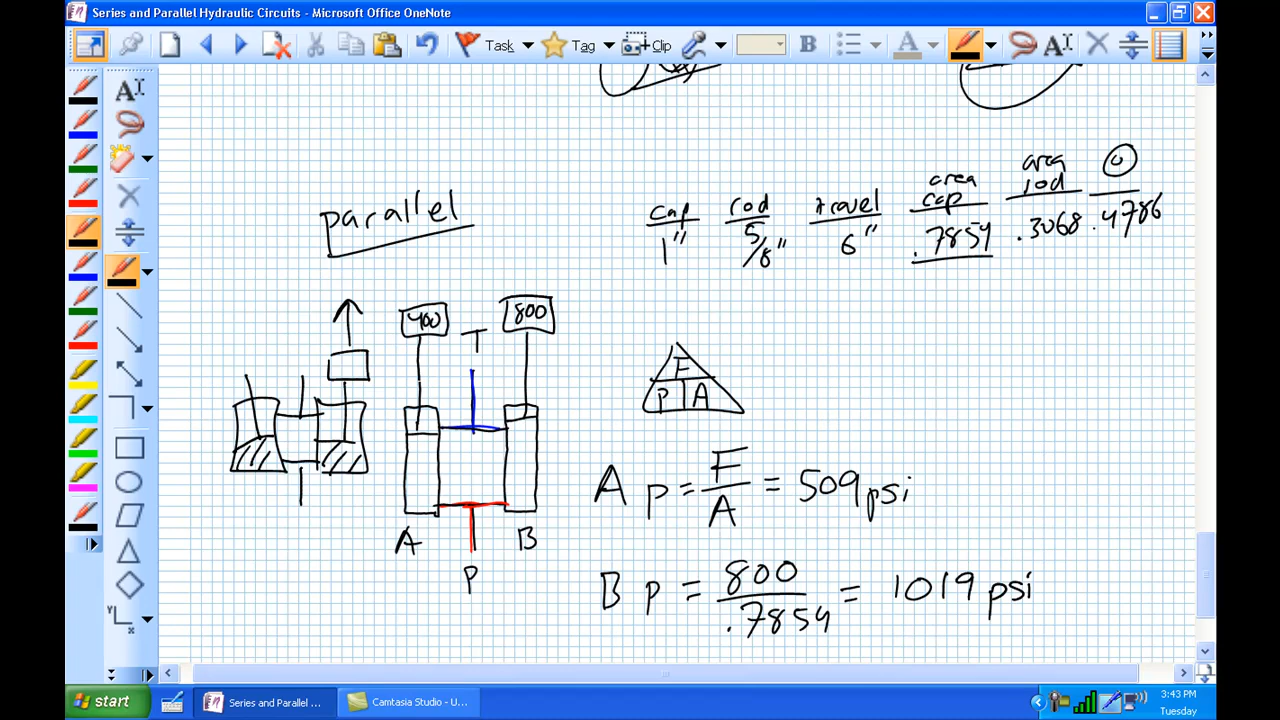 Series and Parallel Hydraulic Circuits - Microsoft Office OneNote
Task Tag Clip B A A
A
parallel
cap rod travel area cap area rod O
1" 5/8" 6" .7854 .3068 .4786
400 T 800
F
P A
A p = F/A = 509 psi
A B
P
B p = 800/.7854 = 1019 psi
start Series and Parallel ... Camtasia Studio - U... 3:43 PM
Tuesday